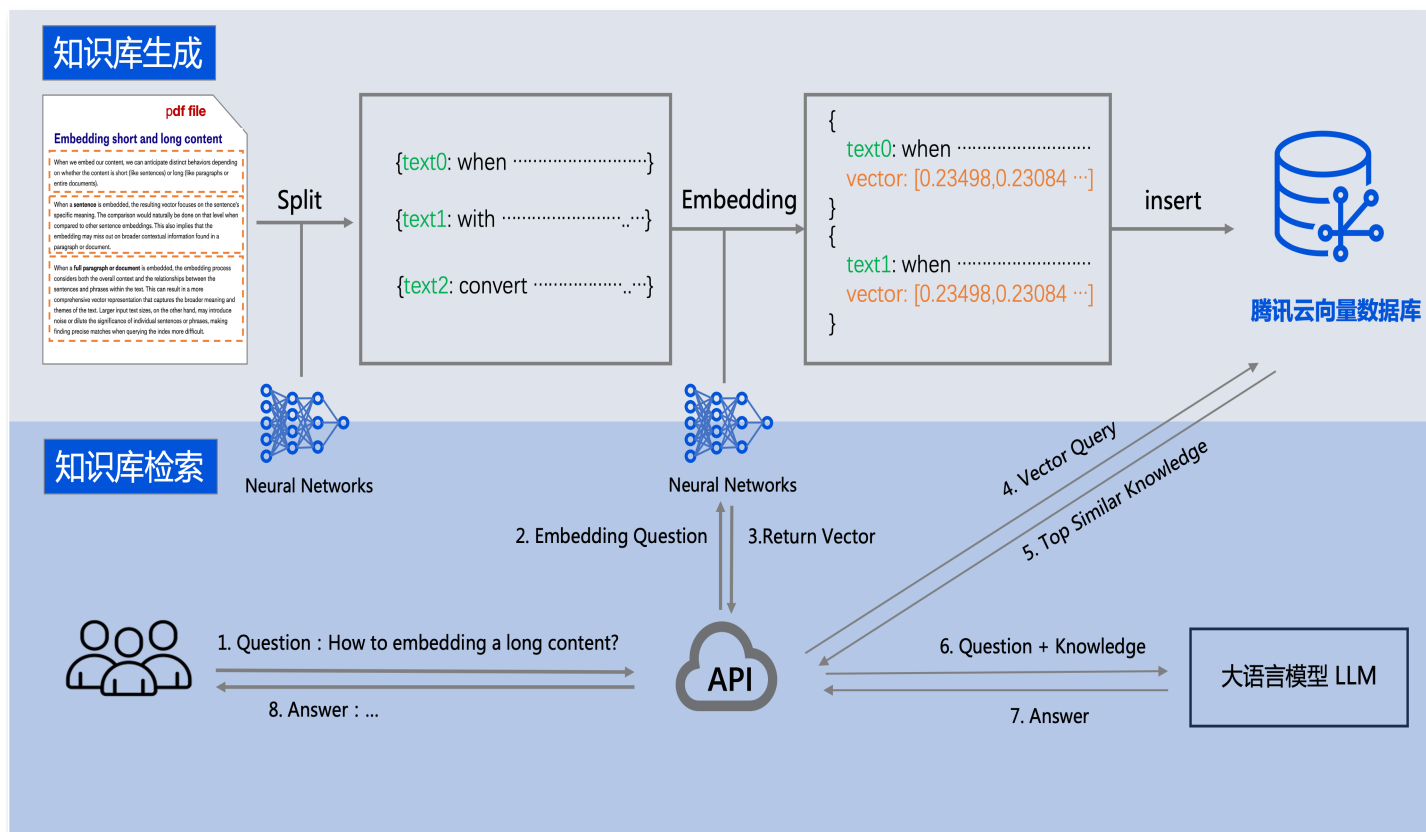 知识库生成
pdf file
Embedding short and long content
When we embed our content, we can anticipate distinct behaviors depending
on whether the content is short (like sentences) or long (like paragraphs or
entire documents).
When a sentence is embedded, the resulting vector focuses on the sentence's
specific meaning. The comparison would naturally be done on that level when
compared to other sentence embeddings. This also implies that the
embedding may miss out on broader contextual information found in a
paragraph or document.
When a full paragraph or document is embedded, the embedding process
considers both the overall context and the relationships between the
sentences and phrases within the text. This can result in a more
comprehensive vector representation that captures the broader meaning and
themes of the text. Larger input text sizes, on the other hand, may introduce
noise or dilute the significance of individual sentences or phrases, making
finding precise matches when querying the index more difficult.
Split
{text0: when ···························}
{text1: with ························..···}
{text2: convert ··················..···}
Embedding
{
text0: when ···························
vector: [0.23498,0.23084 ···]
}
{
text1: when ···························
vector: [0.23498,0.23084 ···]
}
insert
腾讯云向量数据库
Neural Networks
Neural Networks
知识库检索
2. Embedding Question
3.Return Vector
4. Vector Query
5. Top Similar Knowledge
1. Question : How to embedding a long content?
8. Answer : ...
API
6. Question + Knowledge
7. Answer
大语言模型 LLM